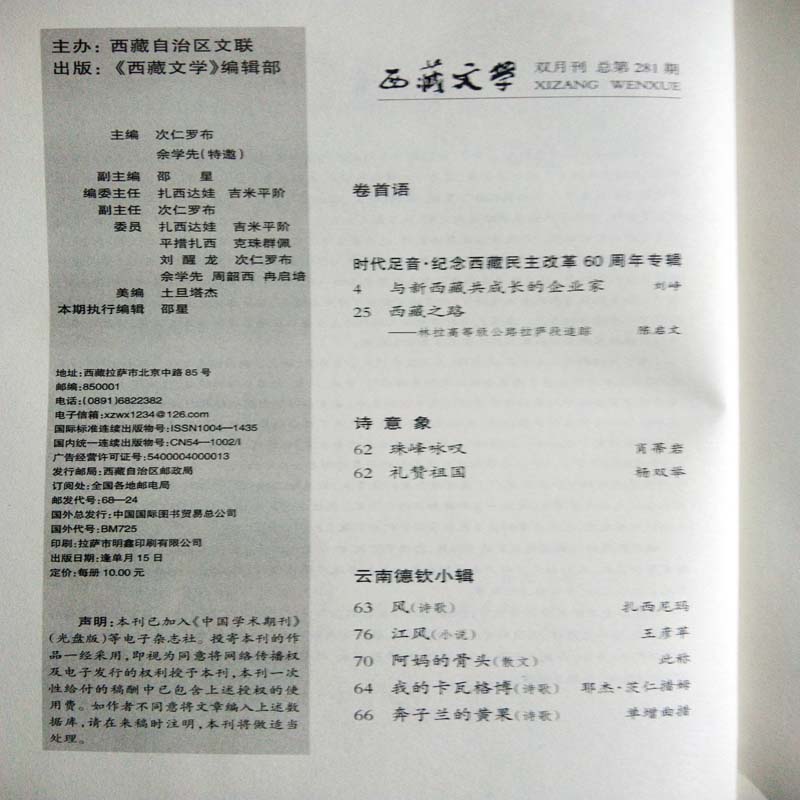 主办：西藏自治区文联
出版：《西藏文学》编辑部
主编 次仁罗布
余学先(特邀)
副主编 邵 星
编委主任 扎西达娃 吉米平阶
副主任 次仁罗布
委员 扎西达娃 吉米平阶
平措扎西 克珠群佩
刘醒龙 次仁罗布
余学先 周韶西 冉启培
美编 土旦塔杰
本期执行编辑 邵星
地址：西藏拉萨市北京中路85号
邮编：850001
电话：(0891)6822382
电子信箱：xzwx1234@126.com
国际标准连续出版物号：ISSN1004—1435
国内统一连续出版物号：CN54—1002/I
广告经营许可证号：5400004000013
发行邮局：西藏自治区邮政局
订阅处：全国各地邮电局
邮发代号：68—24
国外总发行：中国国际图书贸易总公司
国外代号：BM725
印刷：拉萨市明鑫印刷有限公司
出版日期：逢单月15日
定价：每册10.00元
声明：本刊已加入《中国学术期刊》
(光盘版)等电子杂志社。投寄本刊的作
品一经采用，即视为同意将网络传播权
及电子发行的权利授予本刊，本刊一次
性给付的稿酬中已包含上述授权的使
用费。如作者不同意将文章编入上述数
据库，请在来稿时注明，本刊将做适当
处理。
西藏文学 双月刊 总第281期
XIZANG WENXUE
卷首语
时代足音·纪念西藏民主改革60周年专辑
4 与新西藏共成长的企业家 刘峰
25 西藏之路
——林拉高等级公路拉萨段追踪 陈启文
诗意象
62 珠峰咏叹 肖蒂岩
62 礼赞祖国 杨双举
云南德钦小辑
63 风(诗歌) 扎西尼玛
76 江风(小说) 王彦苹
70 阿妈的骨头(散文) 此称
64 我的卡瓦格博(诗歌) 耶杰·茨仁措姆
66 奔子兰的黄果(诗歌) 单增曲措